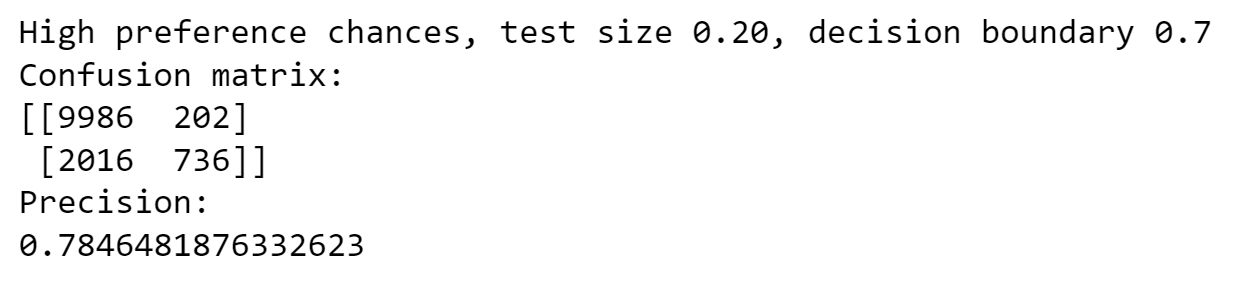 High preference chances, test size 0.20, decision boundary 0.7
Confusion matrix:
[[9986  202]
 [2016  736]]
Precision:
0.7846481876332623